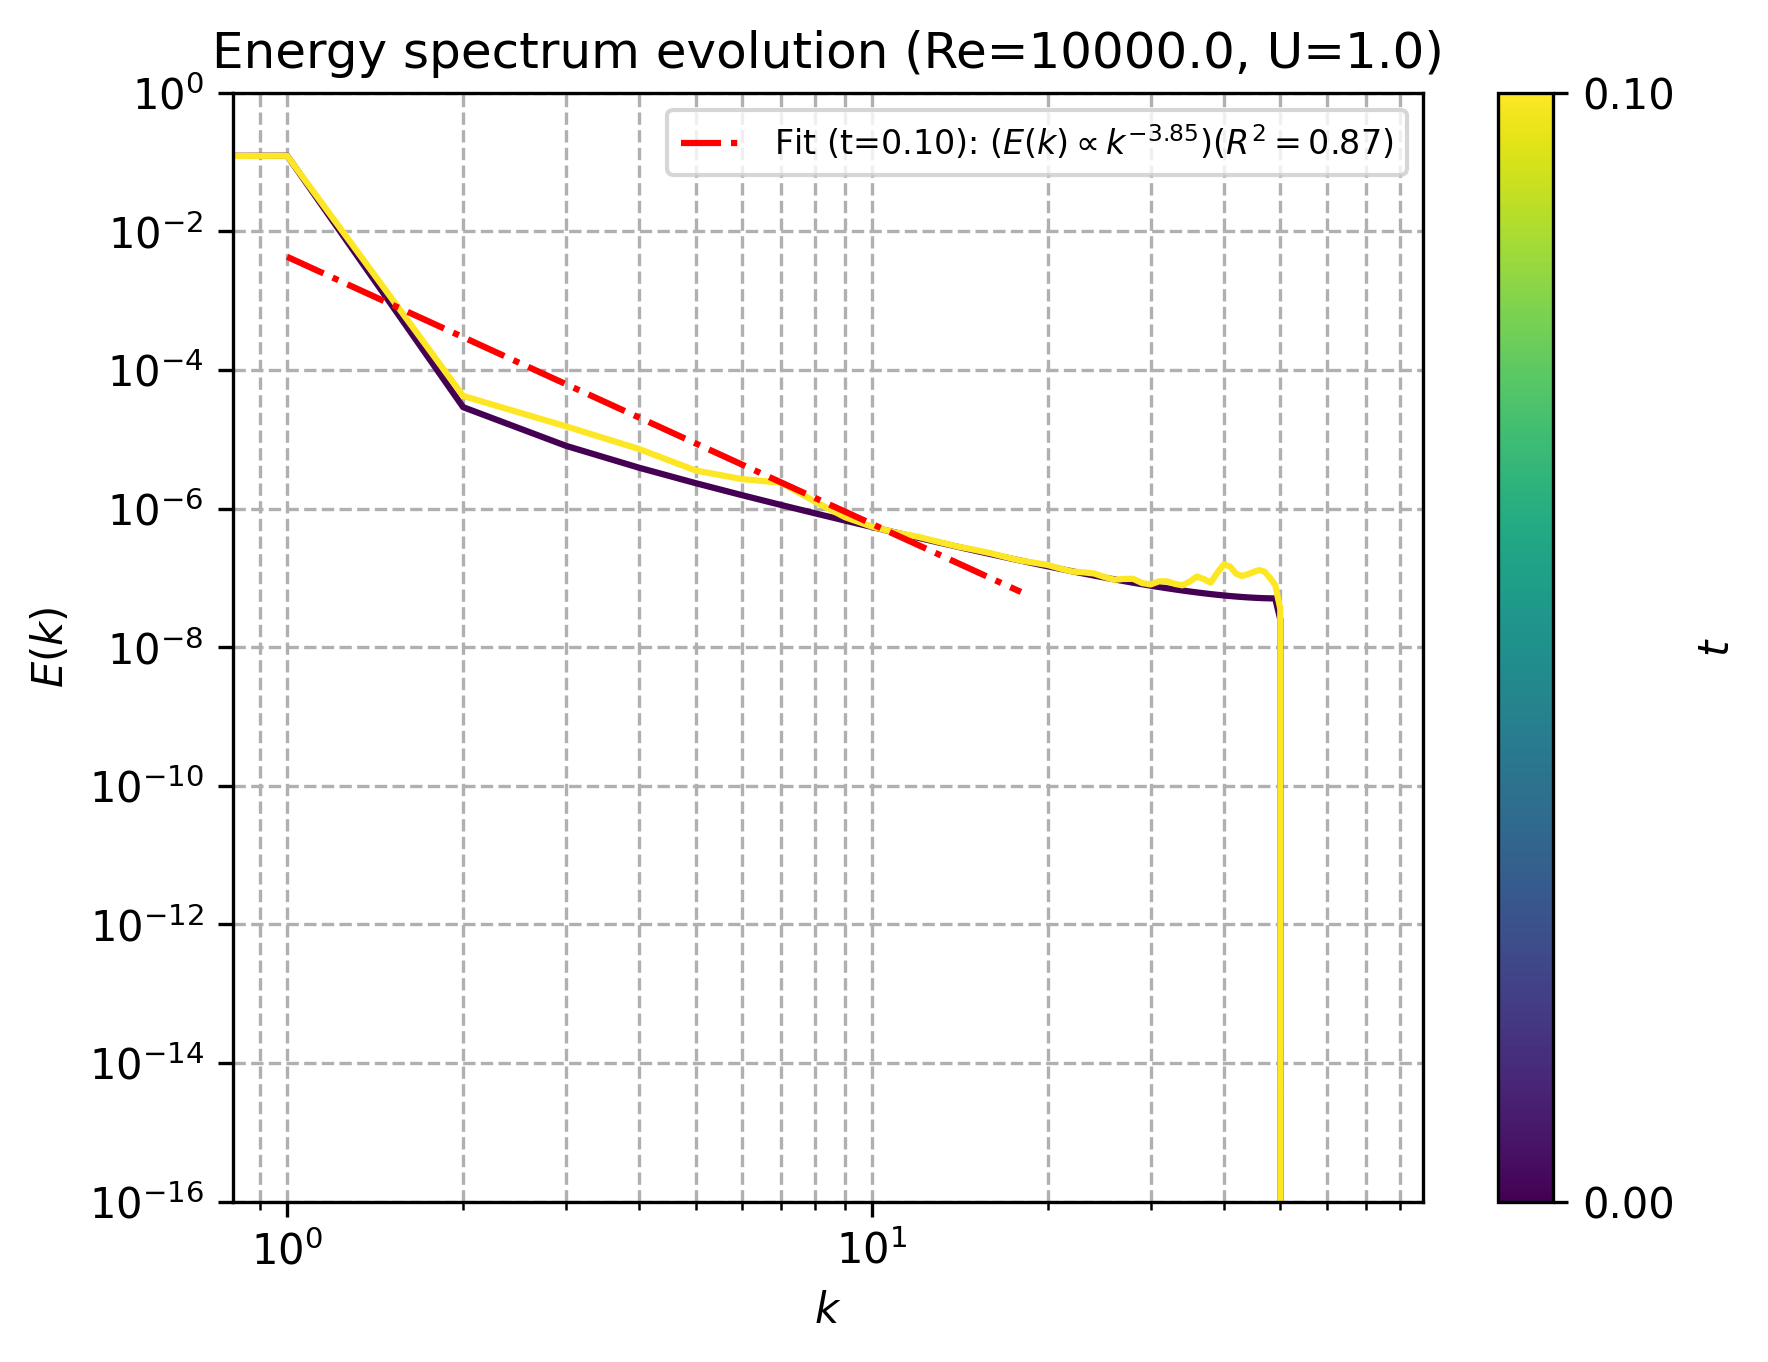 Energy spectrum evolution (Re=10000.0, U=1.0)
Fit (t=0.10): (E(k) ∝ k^{-3.85})(R^2 = 0.87)
10^0
10^{-2}
10^{-4}
10^{-6}
10^{-8}
10^{-10}
10^{-12}
10^{-14}
10^{-16}
E(k)
10^0
10^1
k
0.10
0.00
t